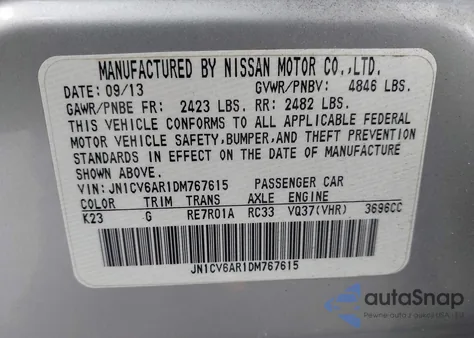 MANUFACTURED BY NISSAN MOTOR CO.,LTD.
DATE: 09/13 GVWR/PNBV: 4846 LBS.
GAWR/PNBE FR: 2423 LBS. RR: 2482 LBS.
THIS VEHICLE CONFORMS TO ALL APPLICABLE FEDERAL
MOTOR VEHICLE SAFETY,BUMPER,AND THEFT PREVENTION
STANDARDS IN EFFECT ON THE DATE OF MANUFACTURE
SHOWN ABOVE.
VIN: JN1CV6AR1DM767615 PASSENGER CAR
COLOR TRIM TRANS AXLE ENGINE
K23 G RE7R01A RC33 VQ37(VHR) 3696CC
JN1CV6AR1DM767615
autoSnap
Pewne auto z USA